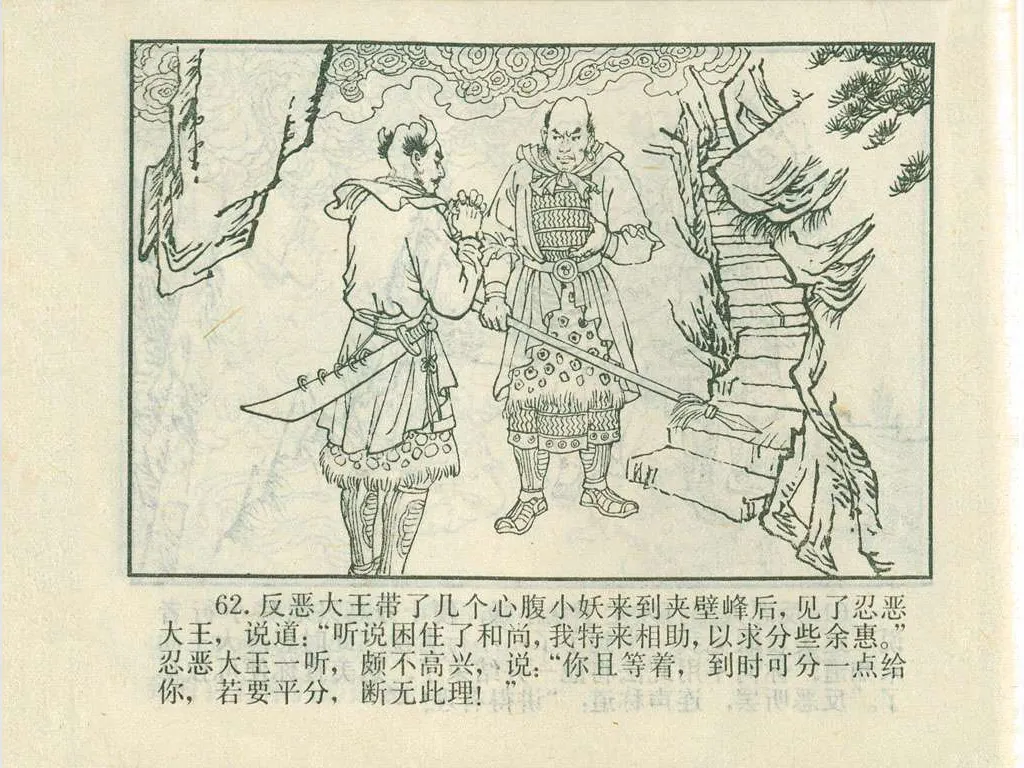 62.反恶大王带了几个心腹小妖来到夹壁峰后，见了忍恶
大王，说道：“听说困住了和尚，我特来相助，以求分些余惠。”
忍恶大王一听，颇不高兴，说：“你且等着，到时可分一点给
你，若要平分，断无此理！”